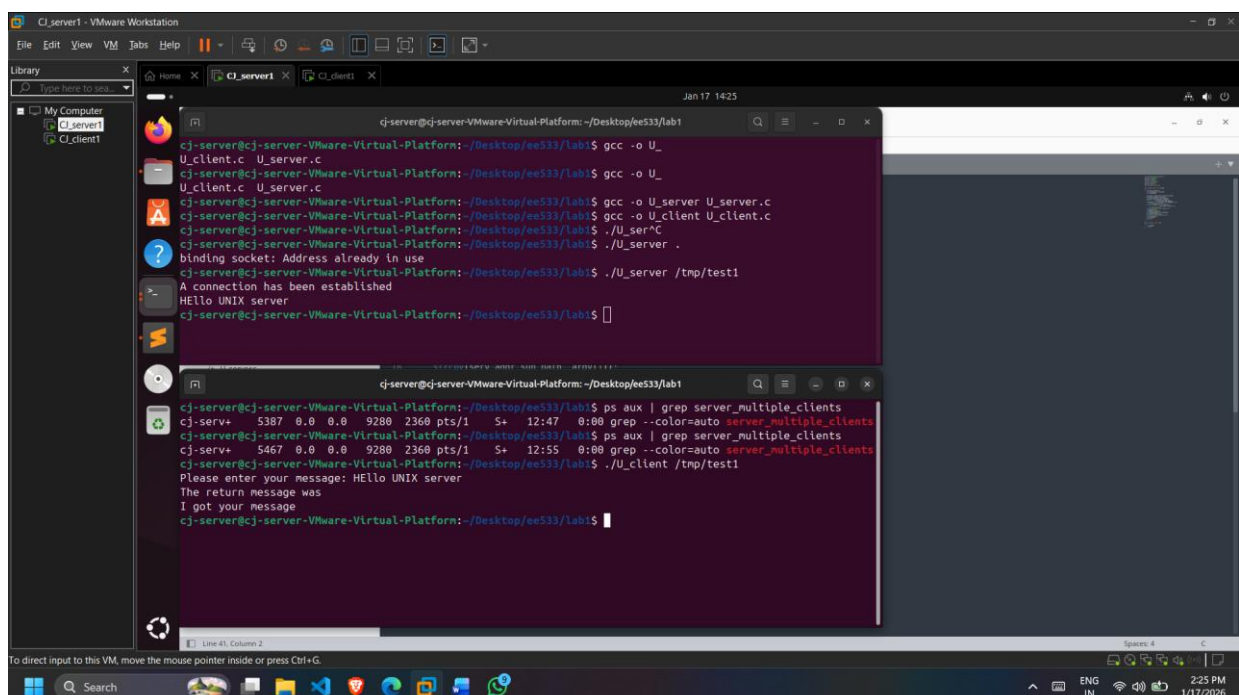 CJ_server1 - VMware Workstation
File Edit View VM Tabs Help
Library X
Type here to sea...
Home X CJ_server1 X CJ_client1 X
My Computer
CJ_server1
CJ_client1
Jan 17 14:25
cj-server@cj-server-VMware-Virtual-Platform: ~/Desktop/ee533/lab1
cj-server@cj-server-VMware-Virtual-Platform:~/Desktop/ee533/lab1$ gcc -o U_
U_client.c U_server.c
cj-server@cj-server-VMware-Virtual-Platform:~/Desktop/ee533/lab1$ gcc -o U_
U_client.c U_server.c
cj-server@cj-server-VMware-Virtual-Platform:~/Desktop/ee533/lab1$ gcc -o U_server U_server.c
cj-server@cj-server-VMware-Virtual-Platform:~/Desktop/ee533/lab1$ gcc -o U_client U_client.c
cj-server@cj-server-VMware-Virtual-Platform:~/Desktop/ee533/lab1$ ./U_ser^C
cj-server@cj-server-VMware-Virtual-Platform:~/Desktop/ee533/lab1$ ./U_server .
binding socket: Address already in use
cj-server@cj-server-VMware-Virtual-Platform:~/Desktop/ee533/lab1$ ./U_server /tmp/test1
A connection has been established
HEllo UNIX server
cj-server@cj-server-VMware-Virtual-Platform:~/Desktop/ee533/lab1$
cj-server@cj-server-VMware-Virtual-Platform: ~/Desktop/ee533/lab1
cj-server@cj-server-VMware-Virtual-Platform:~/Desktop/ee533/lab1$ ps aux | grep server_multiple_clients
cj-serv+ 5387 0.0 0.0 9280 2360 pts/1 S+ 12:47 0:00 grep --color=auto server_multiple_clients
cj-server@cj-server-VMware-Virtual-Platform:~/Desktop/ee533/lab1$ ps aux | grep server_multiple_clients
cj-serv+ 5467 0.0 0.0 9280 2360 pts/1 S+ 12:55 0:00 grep --color=auto server_multiple_clients
cj-server@cj-server-VMware-Virtual-Platform:~/Desktop/ee533/lab1$ ./U_client /tmp/test1
Please enter your message: HEllo UNIX server
The return message was
I got your message
cj-server@cj-server-VMware-Virtual-Platform:~/Desktop/ee533/lab1$
Line 41, Column 2 Spaces: 4 C
To direct input to this VM, move the mouse pointer inside or press Ctrl+G.
Search
9
ENG
IN
2:25 PM
1/17/2026